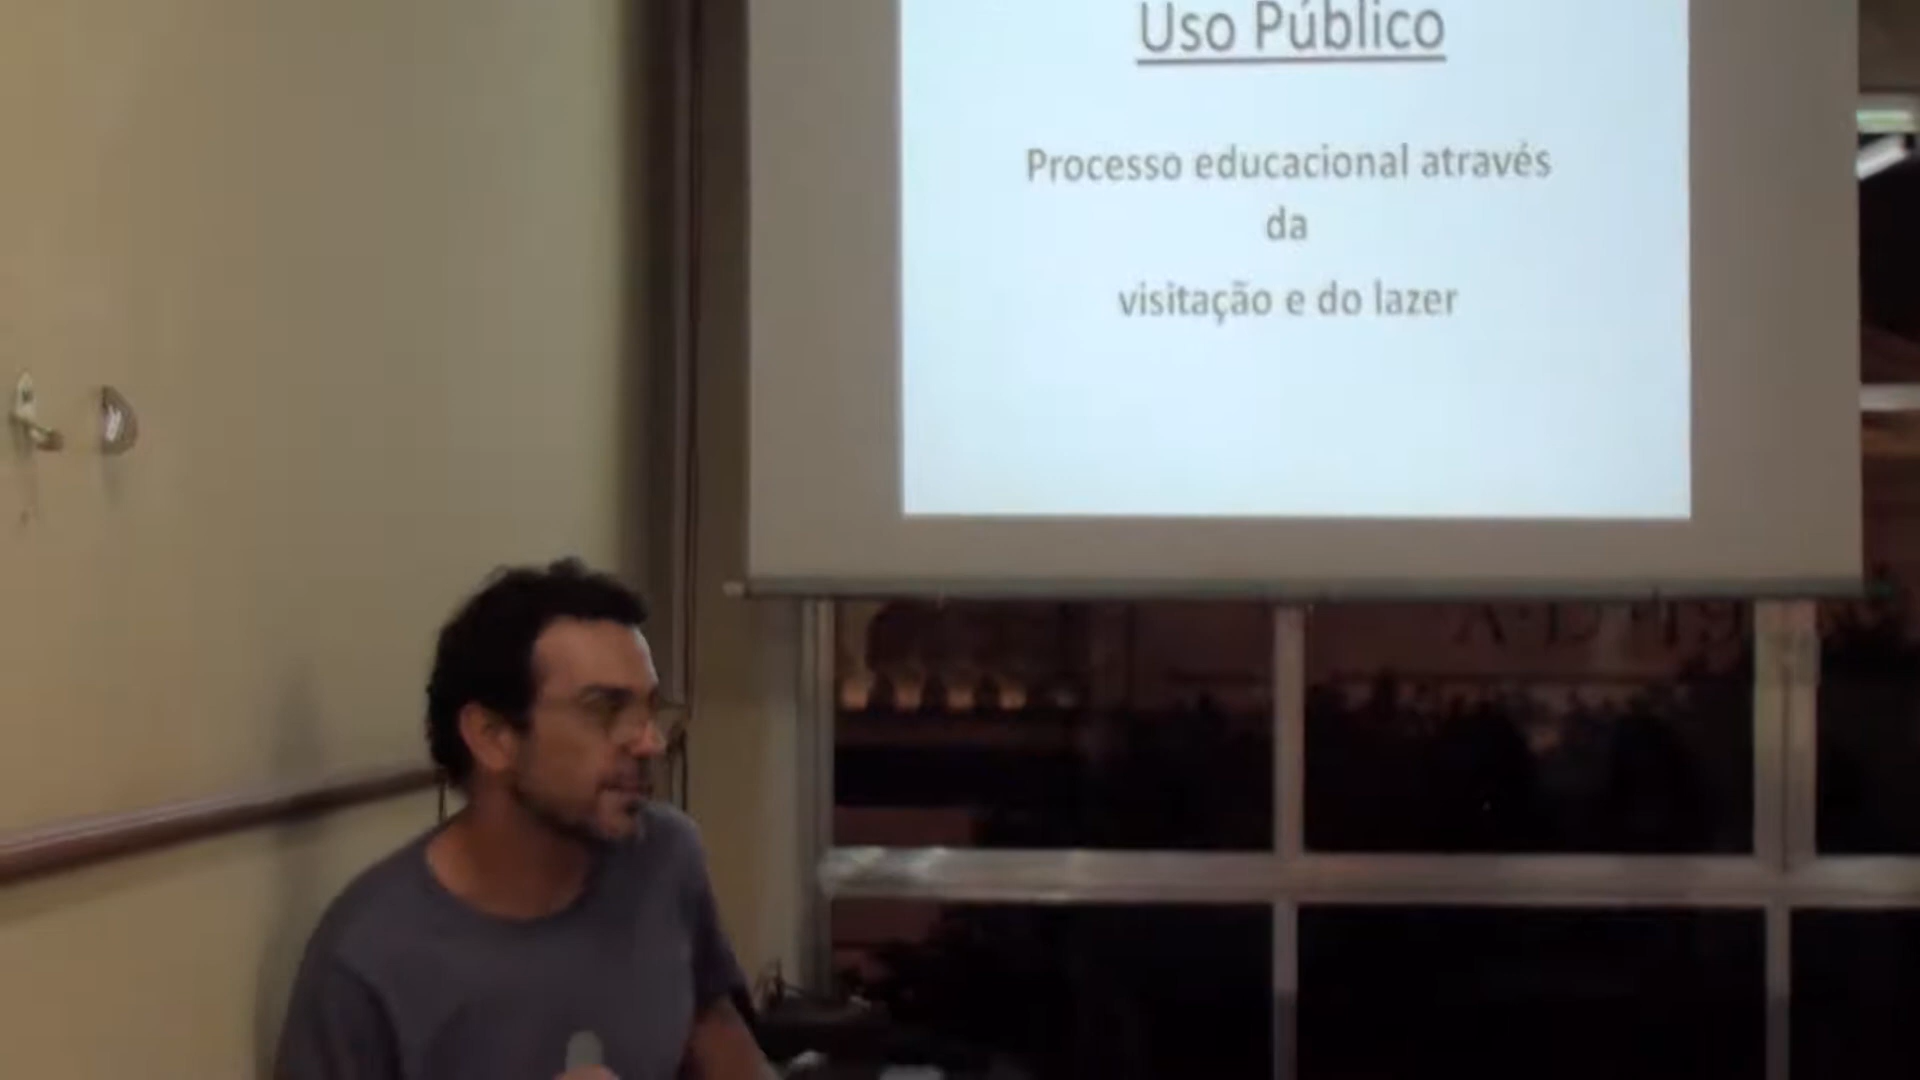 Uso Público
Processo educacional através
da
visitação e do lazer